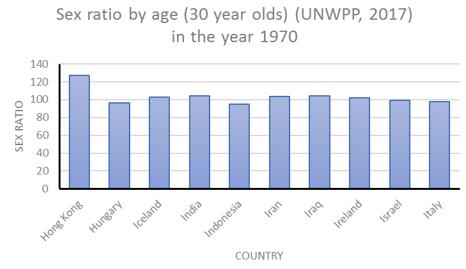 Sex ratio by age (30 year olds) (UNWPP, 2017)
in the year 1970
SEX RATIO
140
120
100
80
60
40
20
0
Hong Kong
Hungary
Iceland
India
Indonesia
Iran
Iraq
Ireland
Israel
Italy
COUNTRY